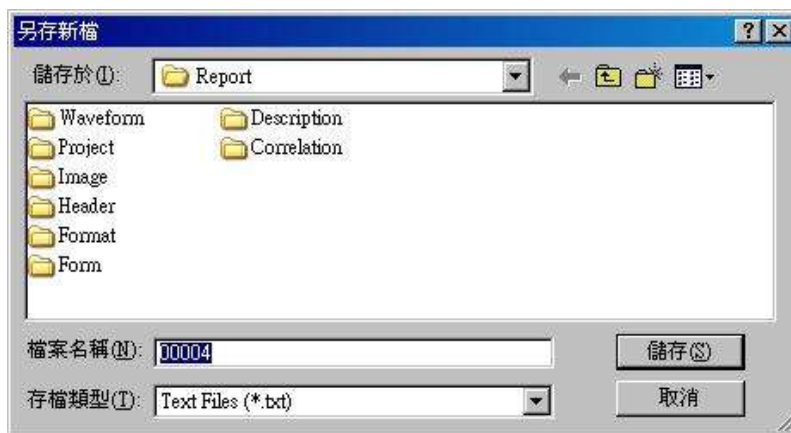 另存新檔
儲存於(I): Report
Waveform Description
Project Correlation
Image
Header
Format
Form
檔案名稱(N): 00004 儲存(S)
存檔類型(T): Text Files (*.txt) 取消